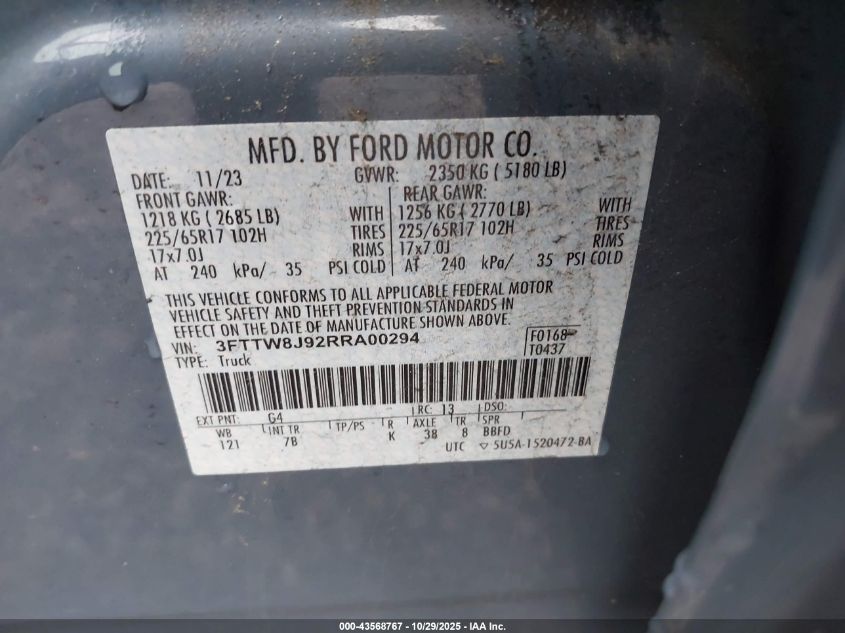 MFD. BY FORD MOTOR CO.
DATE: 11/23 GVWR: 2350 KG ( 5180 LB)
FRONT GAWR: REAR GAWR:
1218 KG ( 2685 LB) WITH 1256 KG ( 2770 LB) WITH
225/65R17 102H TIRES 225/65R17 102H TIRES
17x7.0J RIMS 17x7.0J RIMS
AT 240 kPa/ 35 PSI COLD AT 240 kPa/ 35 PSI COLD
THIS VEHICLE CONFORMS TO ALL APPLICABLE FEDERAL MOTOR
VEHICLE SAFETY AND THEFT PREVENTION STANDARDS IN
EFFECT ON THE DATE OF MANUFACTURE SHOWN ABOVE.
VIN: 3FTTW8J92RRA00294 F0168
TYPE: Truck T0437
EXT PNT: G4 RC: 13 DSO:
WB INT TR TP/PS R AXLE TR SPR
121 7B K 38 8 BBFD
UTC ▽ 5U5A-1520472-BA
000-43568767 - 10/29/2025 - IAA Inc.